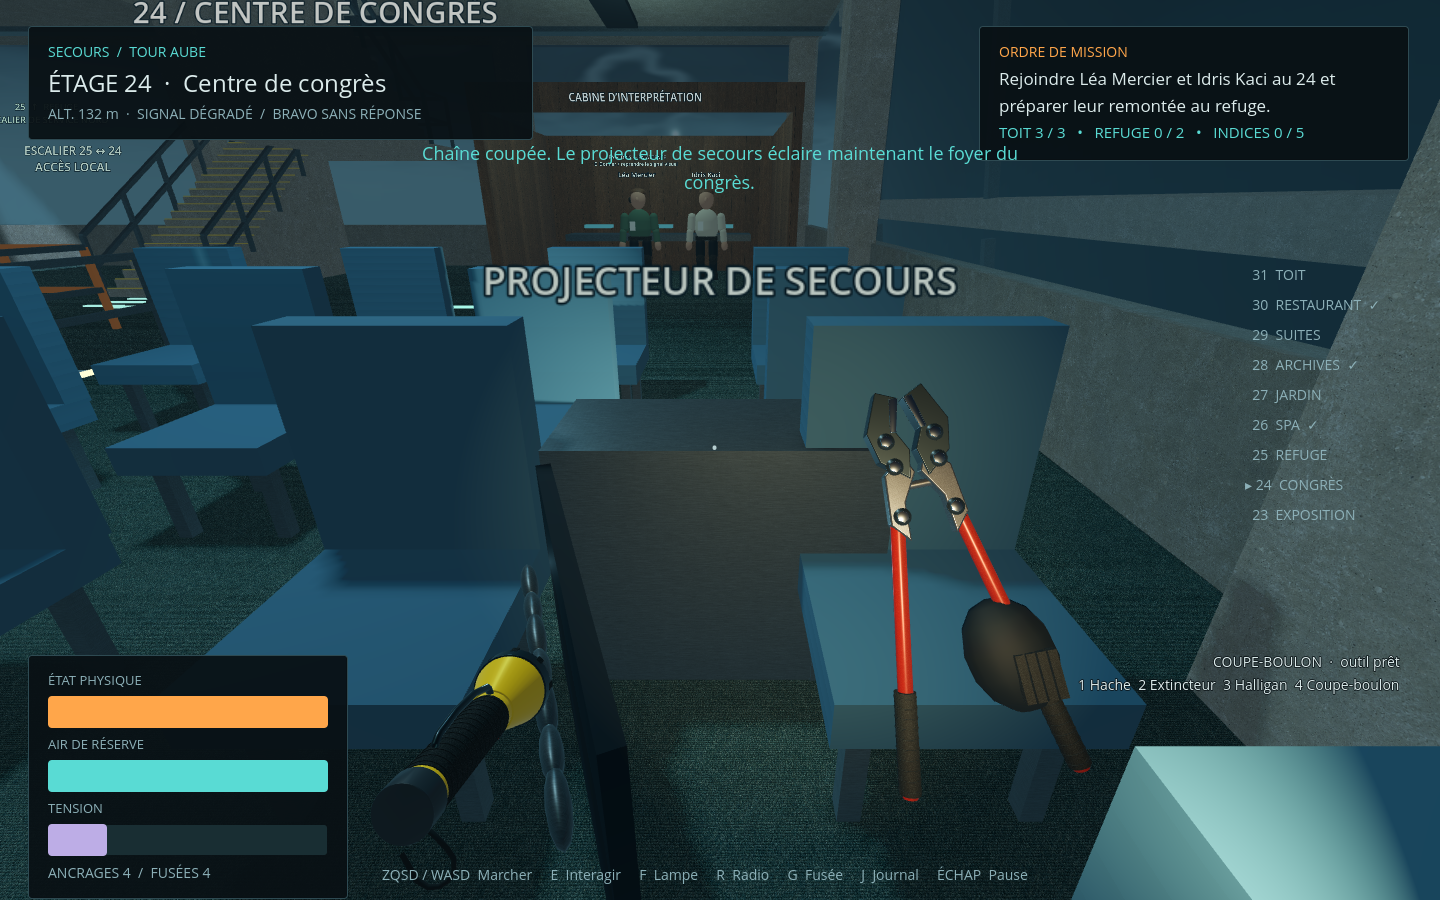 24 / CENTRE DE CONGRÈS
SECOURS / TOUR AUBE
ÉTAGE 24 · Centre de congrès
ALT. 132 m · SIGNAL DÉGRADÉ / BRAVO SANS RÉPONSE
ORDRE DE MISSION
Rejoindre Léa Mercier et Idris Kaci au 24 et
préparer leur remontée au refuge.
TOIT 3 / 3 • REFUGE 0 / 2 • INDICES 0 / 5
CABINE D'INTERPRÉTATION
25
ESCALIER 25 ↔ 24
ACCÈS LOCAL
Chaîne coupée. Le projecteur de secours éclaire maintenant le foyer du
congrès.
Léa Mercier Idris Kaci
PROJECTEUR DE SECOURS
31 TOIT
30 RESTAURANT ✓
29 SUITES
28 ARCHIVES ✓
27 JARDIN
26 SPA ✓
25 REFUGE
▸ 24 CONGRÈS
23 EXPOSITION
COUPE-BOULON · outil prêt
1 Hache 2 Extincteur 3 Halligan 4 Coupe-boulon
ÉTAT PHYSIQUE
AIR DE RÉSERVE
TENSION
ANCRAGES 4 / FUSÉES 4
ZQSD / WASD Marcher E Interagir F Lampe R Radio G Fusée J Journal ÉCHAP Pause